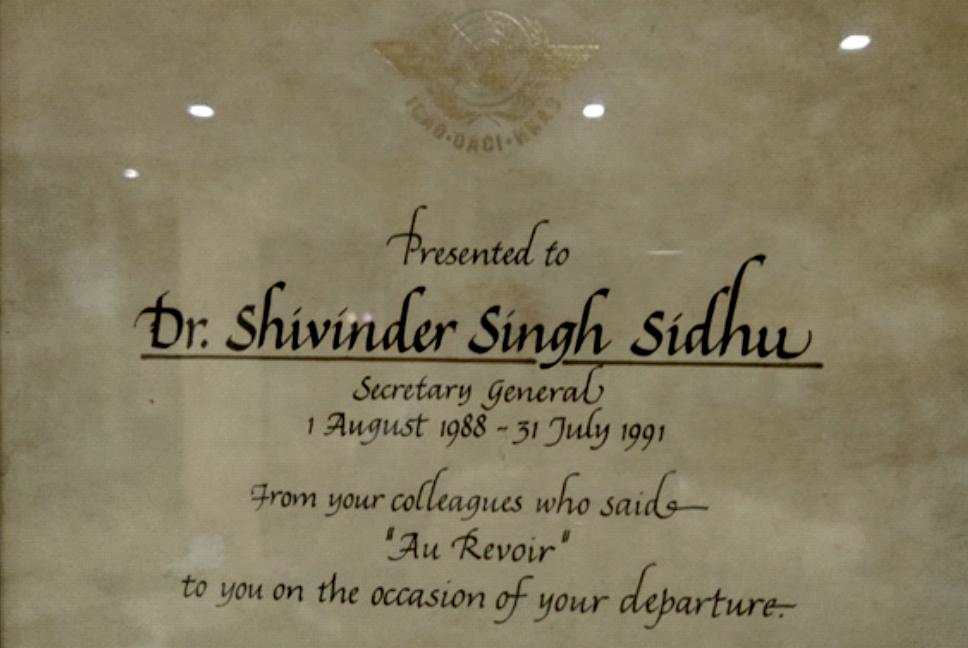 ICAO·OACI·ИКАО
Presented to
Dr. Shivinder Singh Sidhu
Secretary General
1 August 1988 - 31 July 1991
From your colleagues who said
"Au Revoir"
to you on the occasion of your departure.